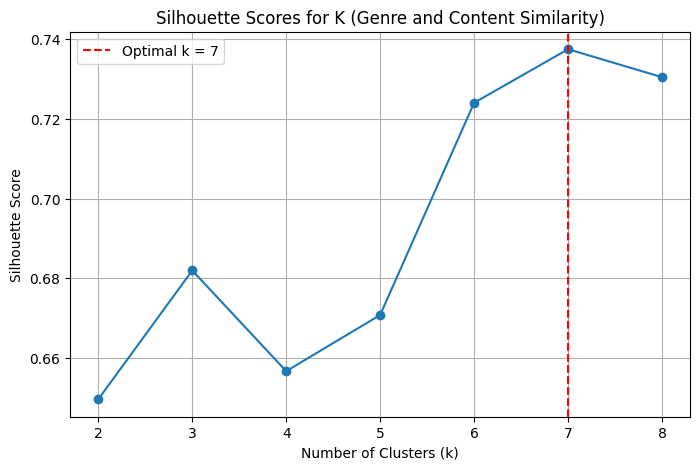 Silhouette Scores for K (Genre and Content Similarity)
Optimal k = 7
0.74
0.72
0.70
0.68
0.66
Silhouette Score
2 3 4 5 6 7 8
Number of Clusters (k)